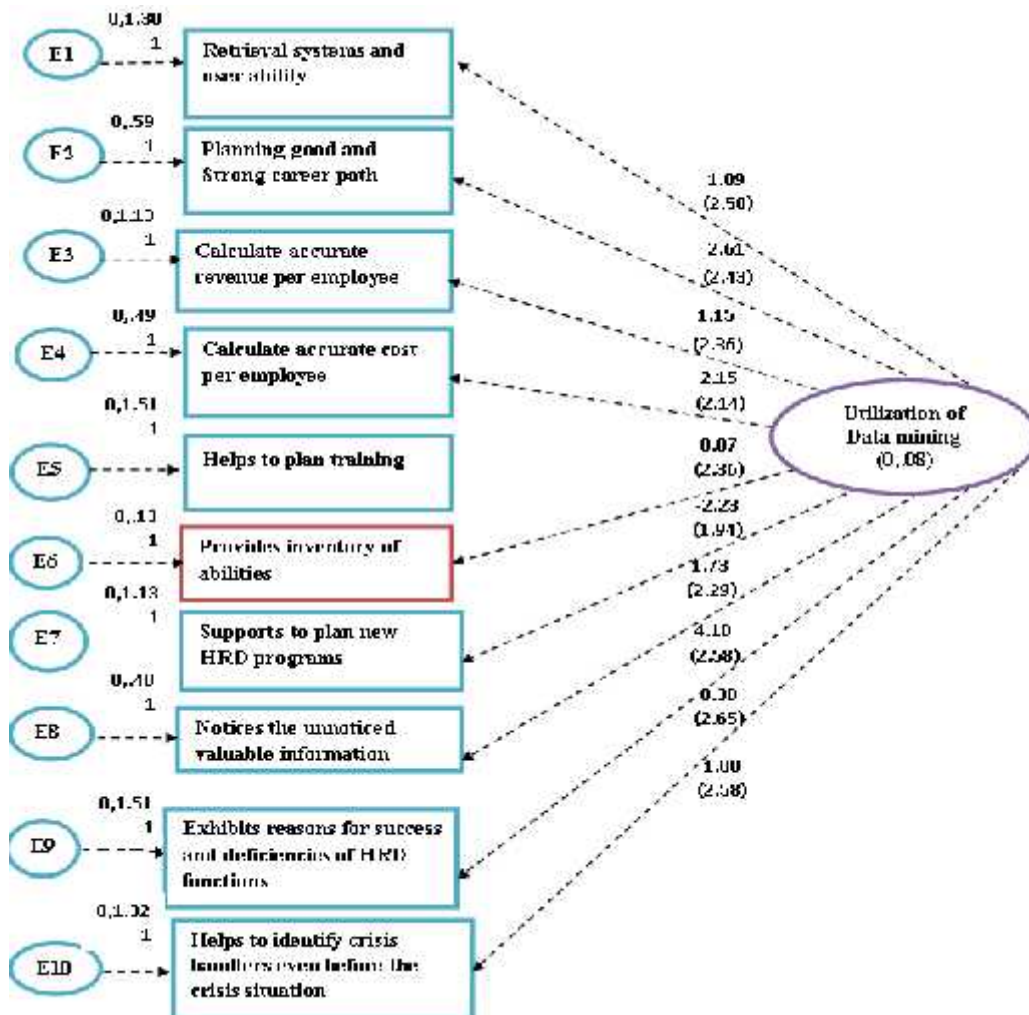 0,1.30
1
E1
Retrieval systems and
user ability
0,.59
1
Planning good and
Strong career path
1
E3
Calculate accurate
revenue per employee
0,.49
1
E4
Calculate accurate cost
per employee
0,1.51
1
E5
Helps to plan training
1
E6
Provides inventory of
abilities
1
E7
Supports to plan new
HRD programs
0,.40
1
E8
Notices the unnoticed
valuable information
0,1.51
1
E9
Exhibits reasons for success
and deficiencies of HRD
functions
0,1.02
1
E10
Helps to identify crisis
handlers even before the
crisis situation
1.09
(2.50)
2.61
(2.43)
1.15
(2.36)
2.15
(2.14)
0.07
(2.36)
-2.23
(1.94)
1.73
(2.29)
4.10
(2.58)
(2.65)
1.00
(2.58)
Utilization of
Data mining
(0,.08)